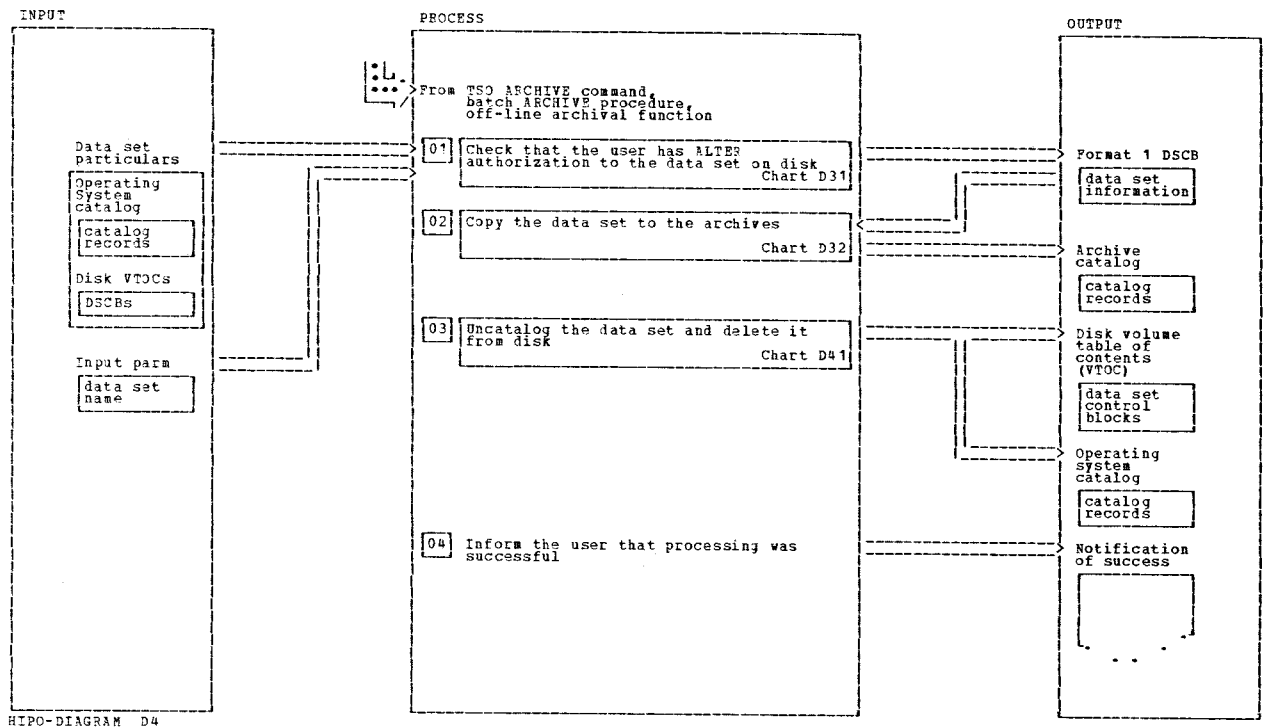 INPUT
Data set
particulars
Operating
System
catalog
catalog
records
Disk VTOCs
DSCBs
Input parm
data set
name
PROCESS
From TSO ARCHIVE command,
batch ARCHIVE procedure,
off-line archival function
01 Check that the user has ALTER
authorization to the data set on disk
Chart D31
02 Copy the data set to the archives
Chart D32
03 Uncatalog the data set and delete it
from disk
Chart D41
04 Inform the user that processing was
successful
OUTPUT
Format 1 DSCB
data set
information
Archive
catalog
catalog
records
Disk volume
table of
contents
(VTOC)
data set
control
blocks
Operating
system
catalog
catalog
records
Notification
of success
HIPO-DIAGRAM D4